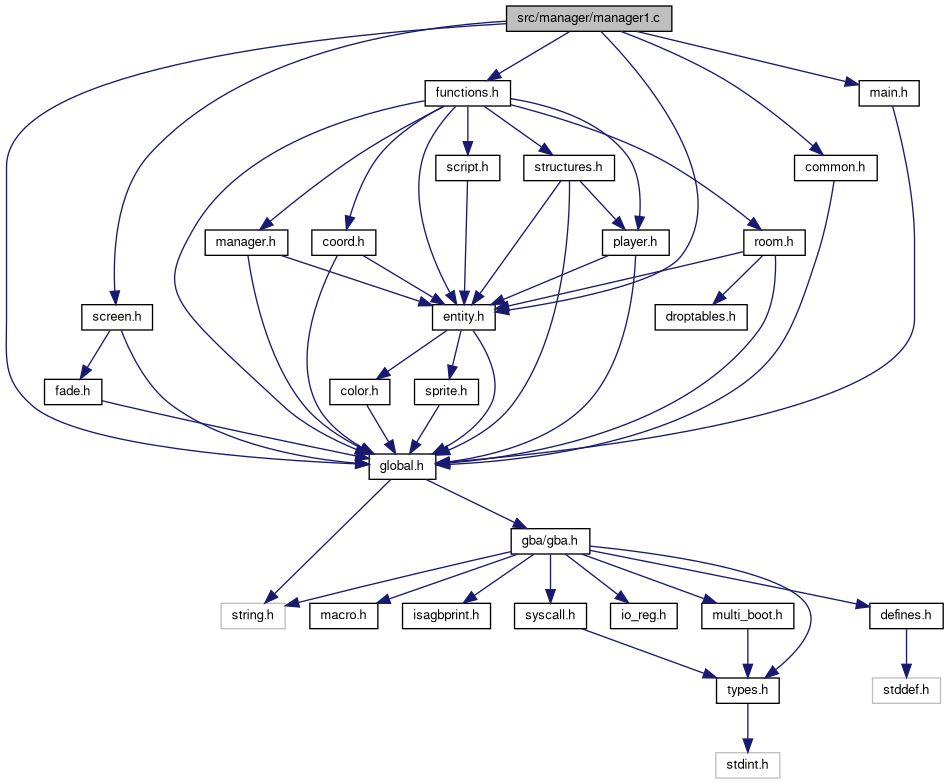 src/manager/manager1.c
functions.h
main.h
script.h
structures.h
common.h
manager.h
coord.h
player.h
room.h
screen.h
entity.h
droptables.h
fade.h
color.h
sprite.h
global.h
gba/gba.h
string.h
macro.h
isagbprint.h
syscall.h
io_reg.h
multi_boot.h
defines.h
types.h
stddef.h
stdint.h